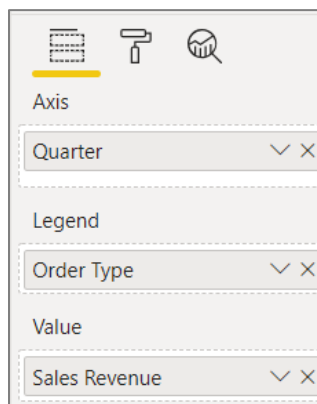 Axis
Quarter
Legend
Order Type
Value
Sales Revenue